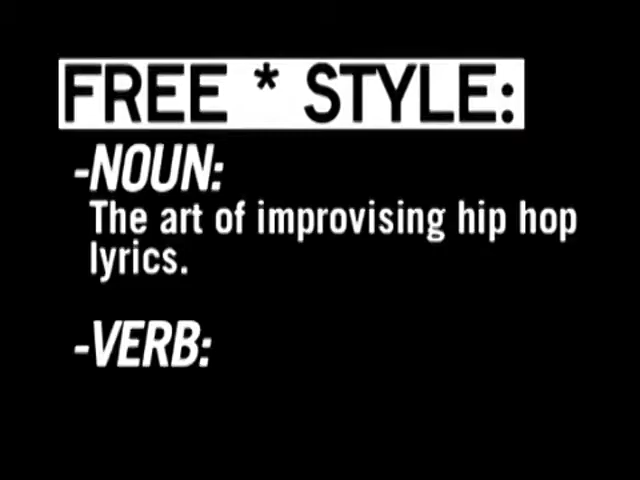 FREE * STYLE:
-NOUN:
The art of improvising hip hop
lyrics.
-VERB: